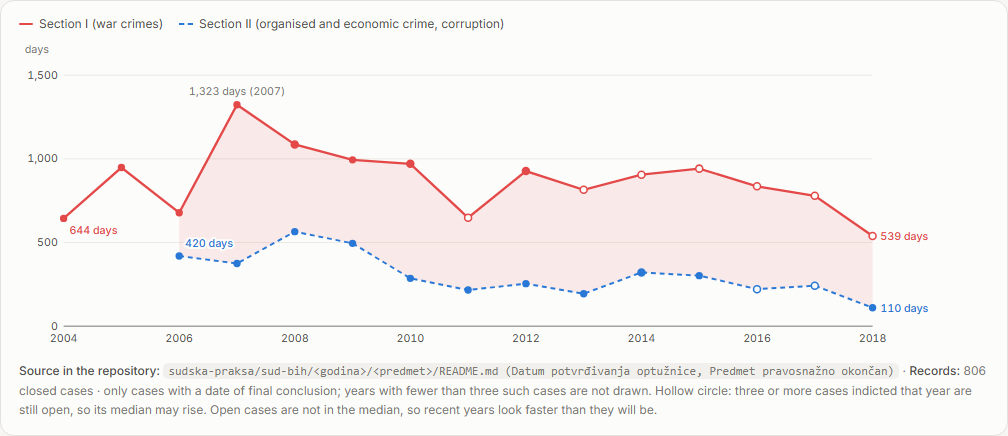 Section I (war crimes) Section II (organised and economic crime, corruption)
days
1,500
1,323 days (2007)
1,000
644 days
420 days
500
539 days
110 days
0
2004 2006 2008 2010 2012 2014 2016 2018
Source in the repository: sudska-praksa/sud-bih/<godina>/<predmet>/README.md (Datum potvrđivanja optužnice, Predmet pravosnažno okončan) · Records: 806
closed cases · only cases with a date of final conclusion; years with fewer than three such cases are not drawn. Hollow circle: three or more cases indicted that year are
still open, so its median may rise. Open cases are not in the median, so recent years look faster than they will be.